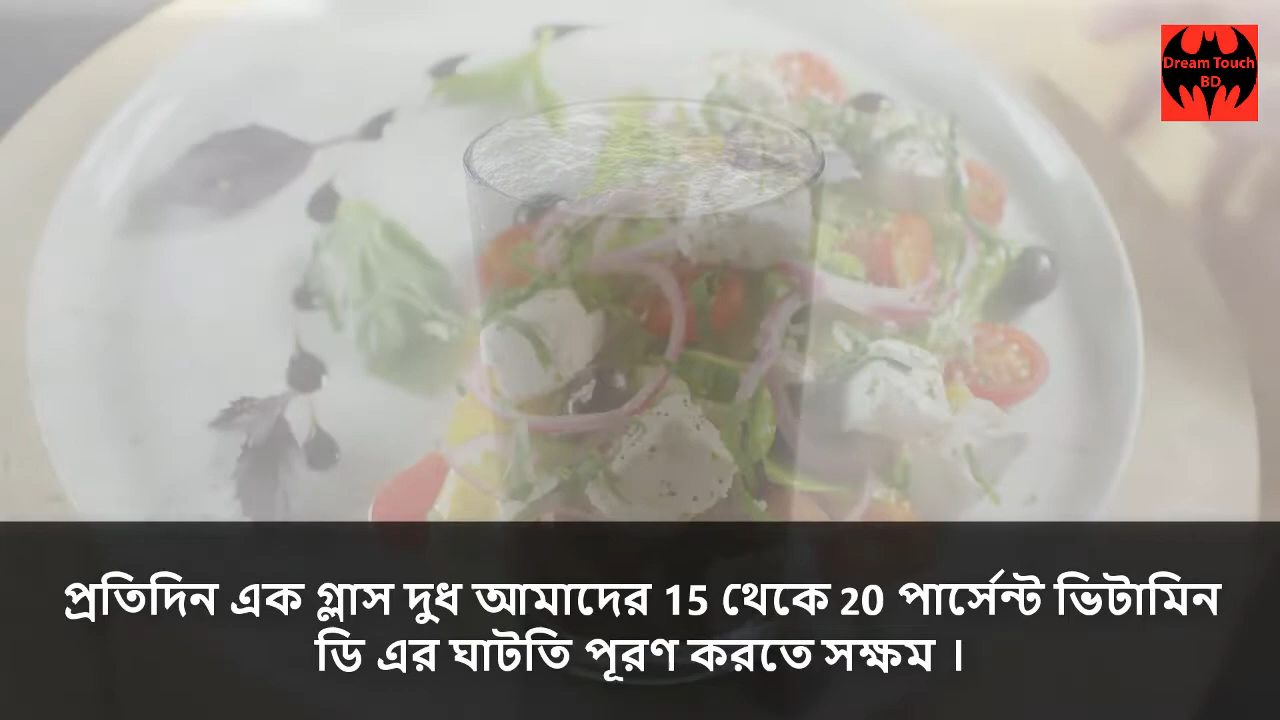 Dream Touch
BD
প্রতিদিন এক গ্লাস দুধ আমাদের 15 থেকে 20 পার্সেন্ট ভিটামিন
ডি এর ঘাটতি পূরণ করতে সক্ষম ।